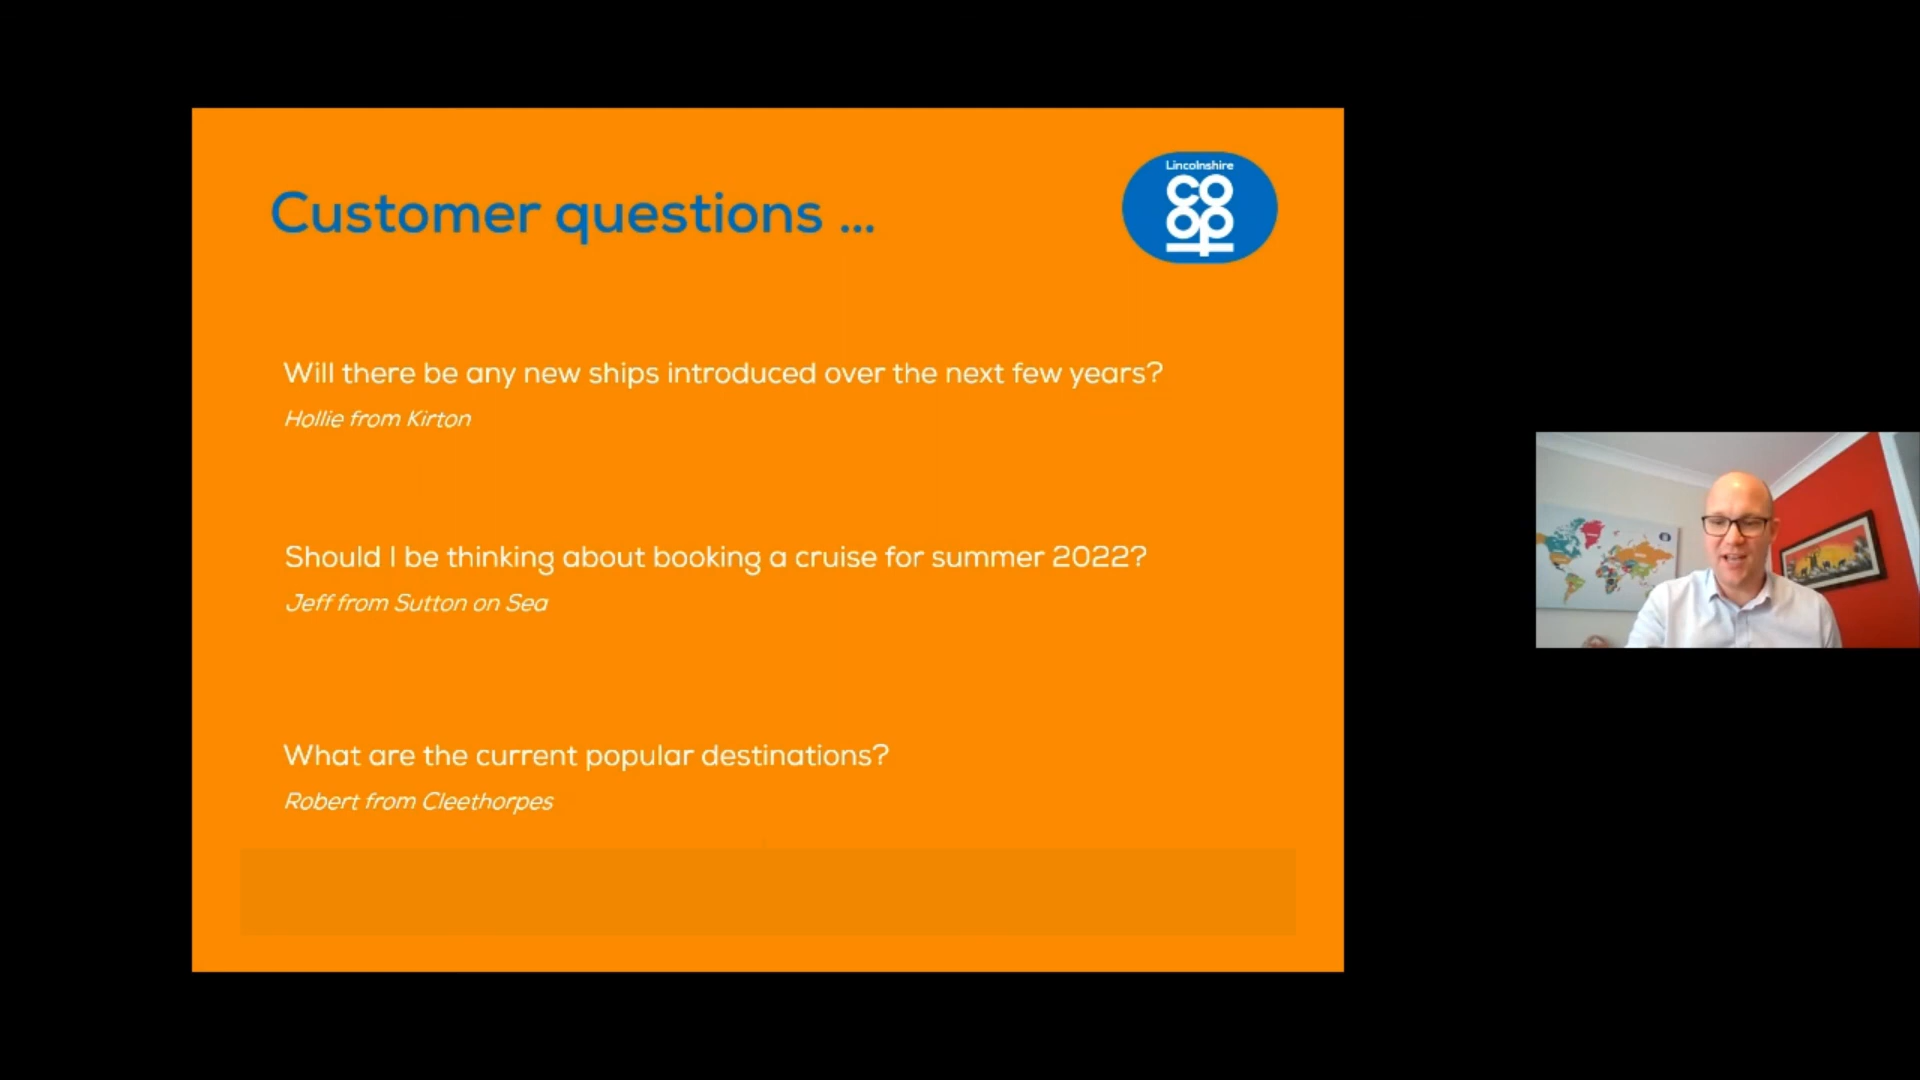 Lincolnshire
CO
OP
Customer questions ...
Will there be any new ships introduced over the next few years?
Hollie from Kirton
Should I be thinking about booking a cruise for summer 2022?
Jeff from Sutton on Sea
What are the current popular destinations?
Robert from Cleethorpes